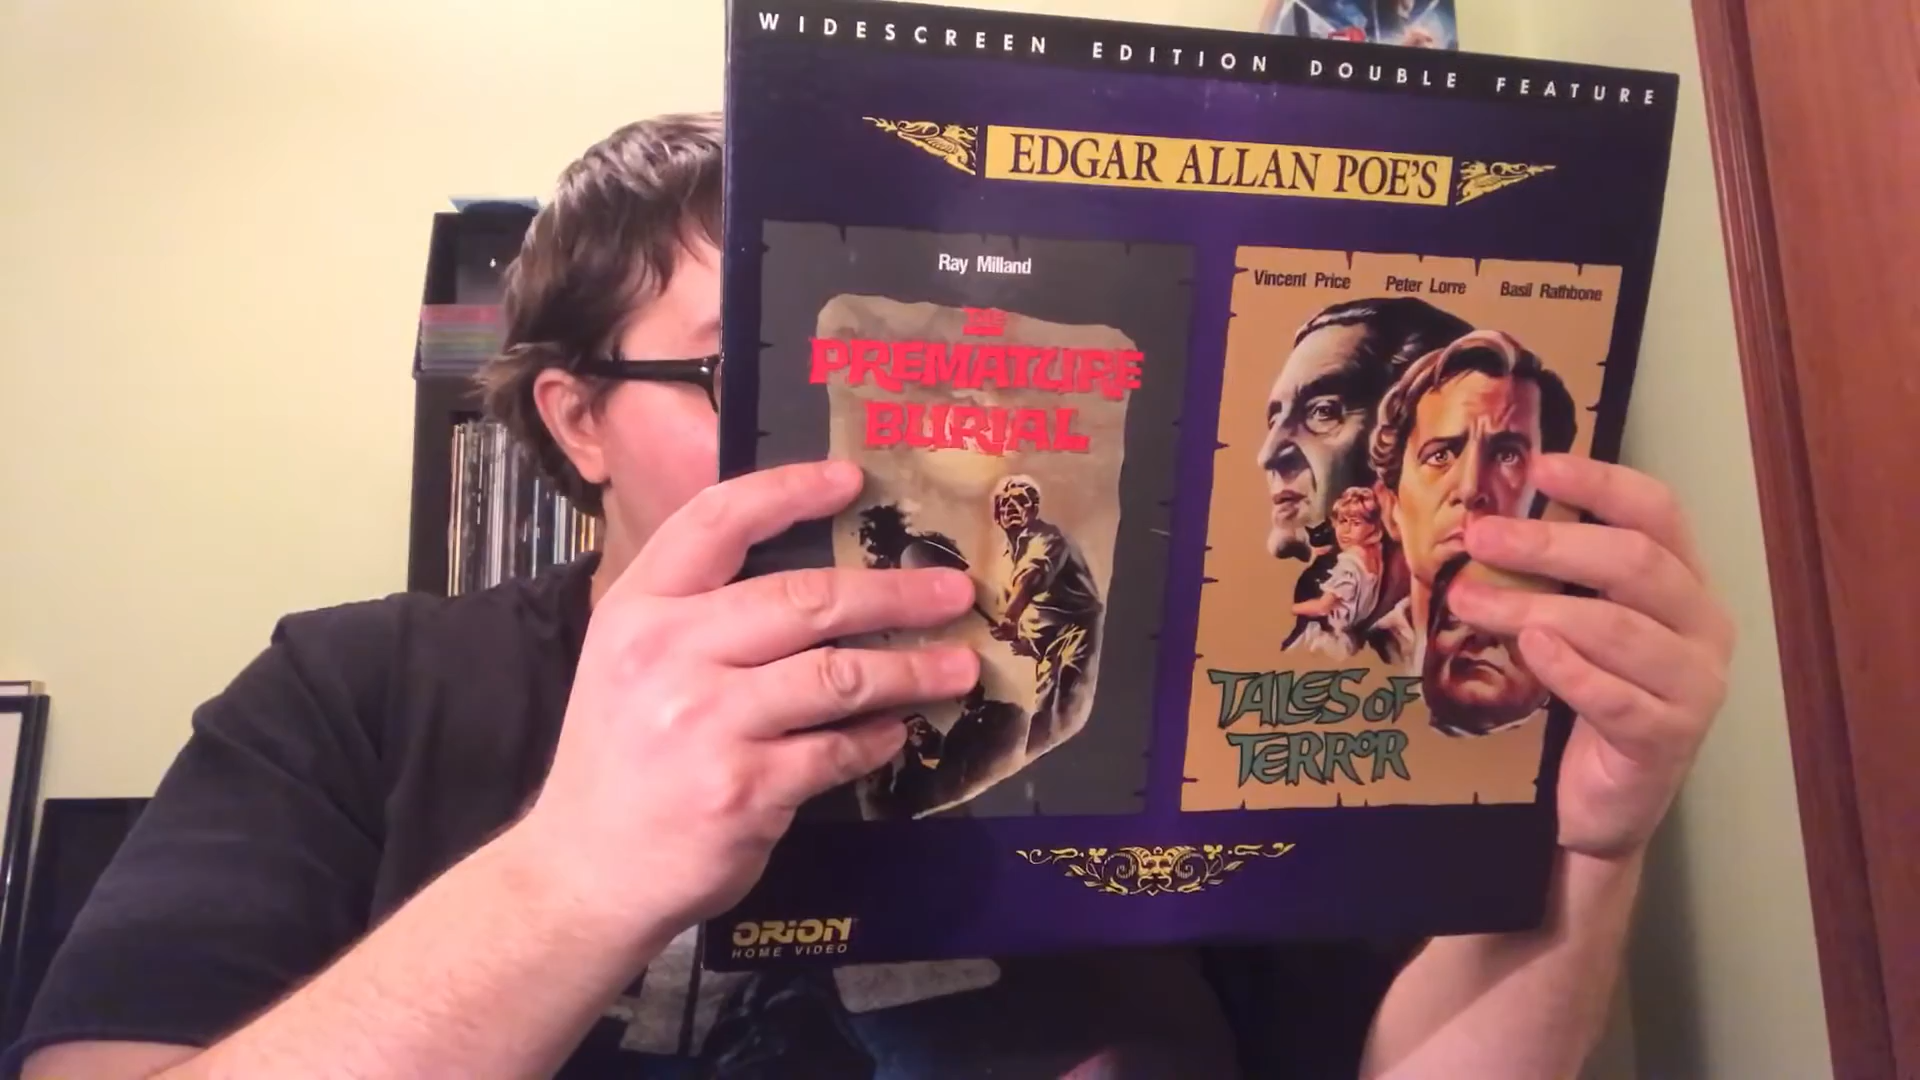 WIDESCREEN EDITION DOUBLE FEATURE
EDGAR ALLAN POE'S
Ray Milland
THE
PREMATURE
BURIAL
Vincent Price Peter Lorre Basil Rathbone
TALES OF
TERROR
ORION
HOME VIDEO